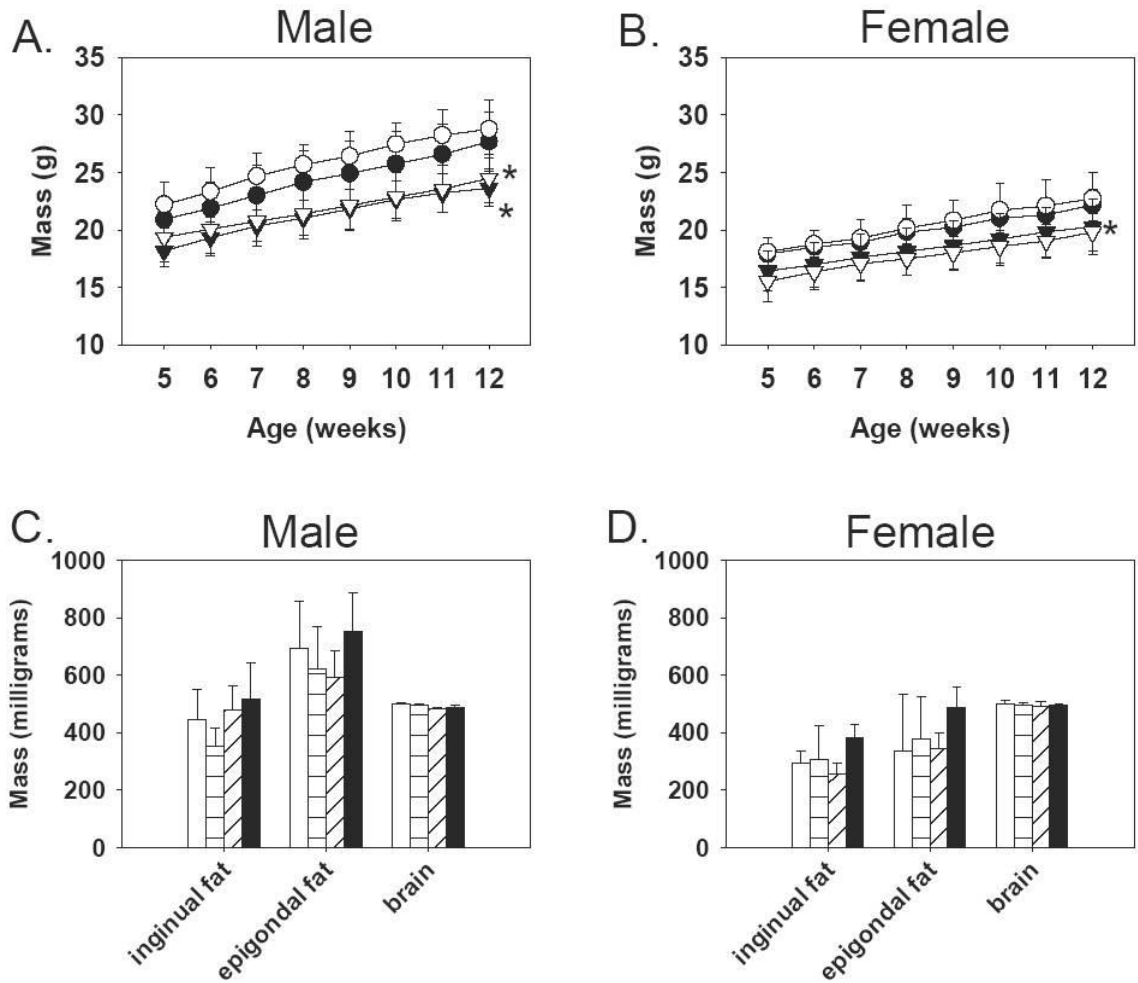 A.
Male
35
30
25
20
15
10
Mass (g)
*
*
5 6 7 8 9 10 11 12
Age (weeks)
B.
Female
35
30
25
20
15
10
Mass (g)
*
5 6 7 8 9 10 11 12
Age (weeks)
C.
Male
1000
800
600
400
200
0
Mass (milligrams)
inginual fat
epigondal fat
brain
D.
Female
1000
800
600
400
200
0
Mass (milligrams)
inginual fat
epigondal fat
brain